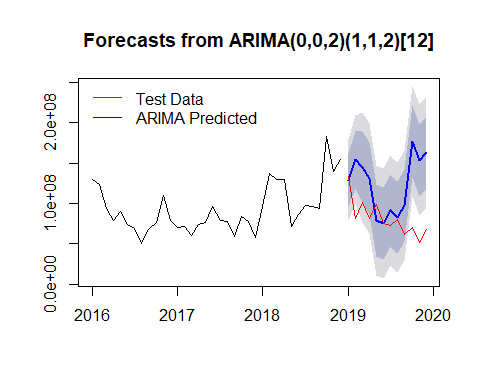 Forecasts from ARIMA(0,0,2)(1,1,2)[12]
Test Data
ARIMA Predicted
2.0e+08
1.0e+08
0.0e+00
2016 2017 2018 2019 2020